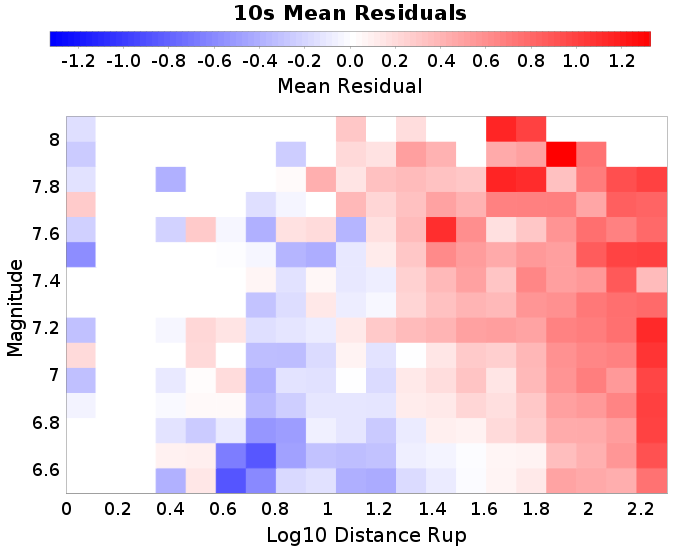 10s Mean Residuals
-1.2 -1.0 -0.8 -0.6 -0.4 -0.2 0.0 0.2 0.4 0.6 0.8 1.0 1.2
Mean Residual
8
7.8
7.6
7.4
7.2
7
6.8
6.6
Magnitude
0 0.2 0.4 0.6 0.8 1 1.2 1.4 1.6 1.8 2 2.2
Log10 Distance Rup